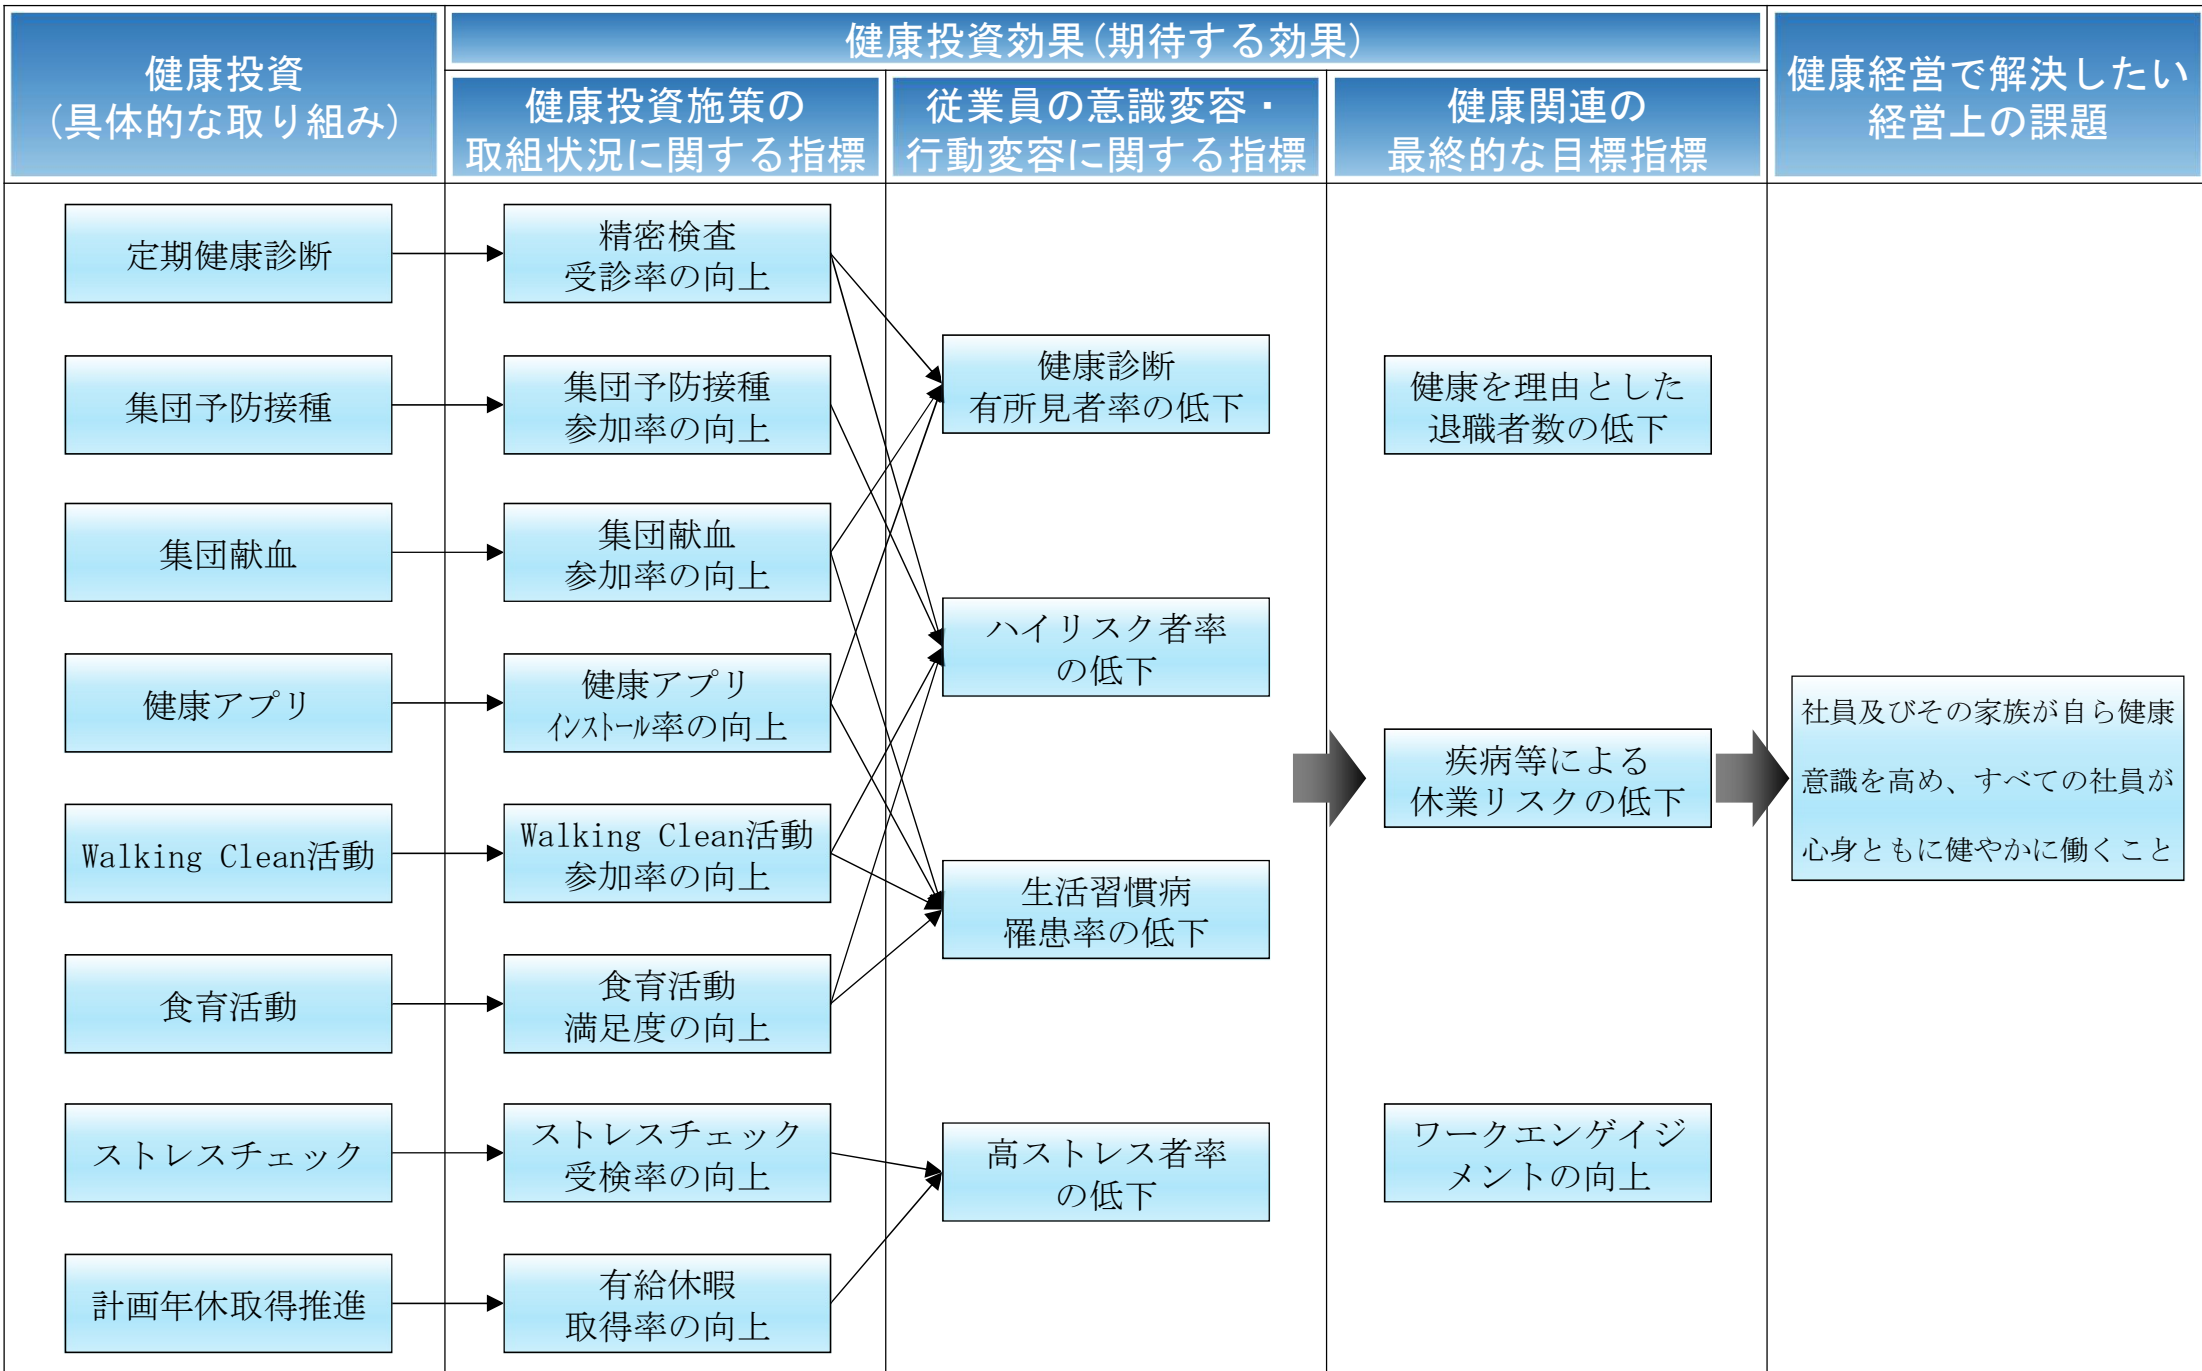 健康投資
(具体的な取り組み)
健康投資効果(期待する効果)
健康投資施策の
取組状況に関する指標
従業員の意識変容・
行動変容に関する指標
健康関連の
最終的な目標指標
健康経営で解決したい
経営上の課題
定期健康診断
集団予防接種
集団献血
健康アプリ
Walking Clean活動
食育活動
ストレスチェック
計画年休取得推進
精密検査
受診率の向上
集団予防接種
参加率の向上
集団献血
参加率の向上
健康アプリ
インストール率の向上
Walking Clean活動
参加率の向上
食育活動
満足度の向上
ストレスチェック
受検率の向上
有給休暇
取得率の向上
健康診断
有所見者率の低下
ハイリスク者率
の低下
生活習慣病
罹患率の低下
高ストレス者率
の低下
健康を理由とした
退職者数の低下
疾病等による
休業リスクの低下
ワークエンゲイジ
メントの向上
社員及びその家族が自ら健康
意識を高め、すべての社員が
心身ともに健やかに働くこと